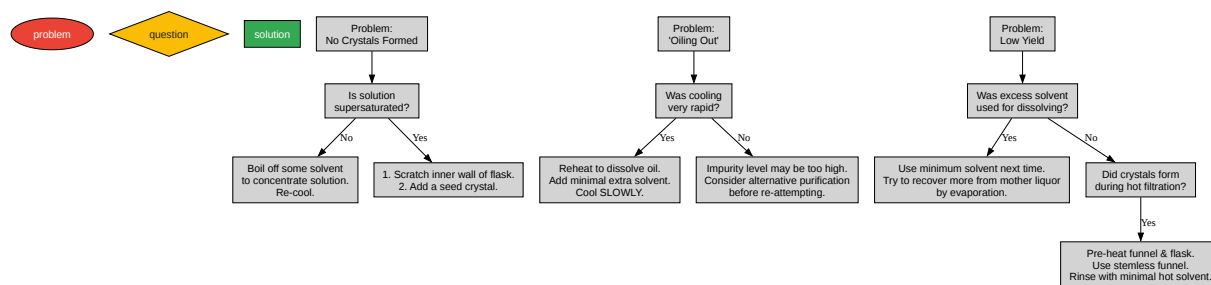 problem
question
solution
Problem:
No Crystals Formed
Is solution
supersaturated?
No
Yes
Boil off some solvent
to concentrate solution.
Re-cool.
1. Scratch inner wall of flask.
2. Add a seed crystal.
Problem:
'Oiling Out'
Was cooling
very rapid?
Yes
No
Reheat to dissolve oil.
Add minimal extra solvent.
Cool SLOWLY.
Impurity level may be too high.
Consider alternative purification
before re-attempting.
Problem:
Low Yield
Was excess solvent
used for dissolving?
Yes
No
Use minimum solvent next time.
Try to recover more from mother liquor
by evaporation.
Did crystals form
during hot filtration?
Yes
Pre-heat funnel & flask.
Use stemless funnel.
Rinse with minimal hot solvent.